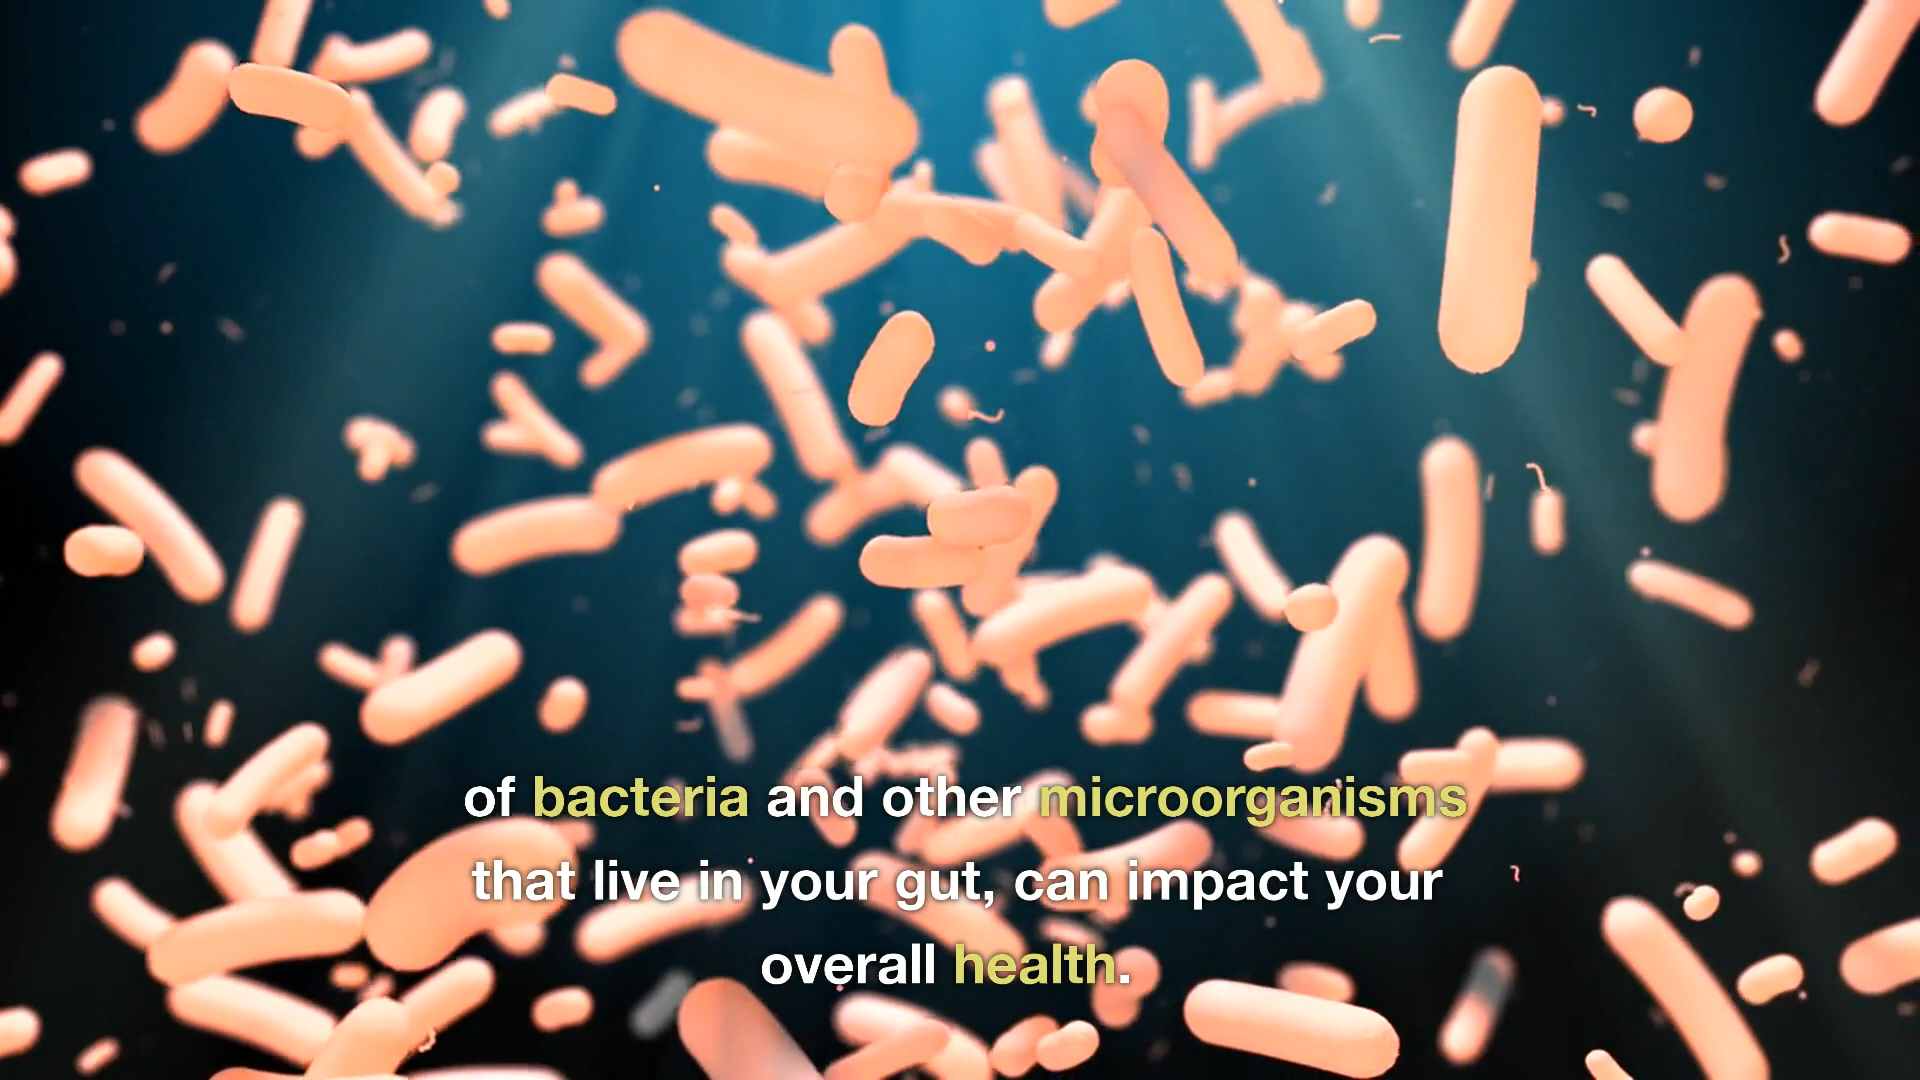 of bacteria and other microorganisms
that live in your gut, can impact your
overall health.